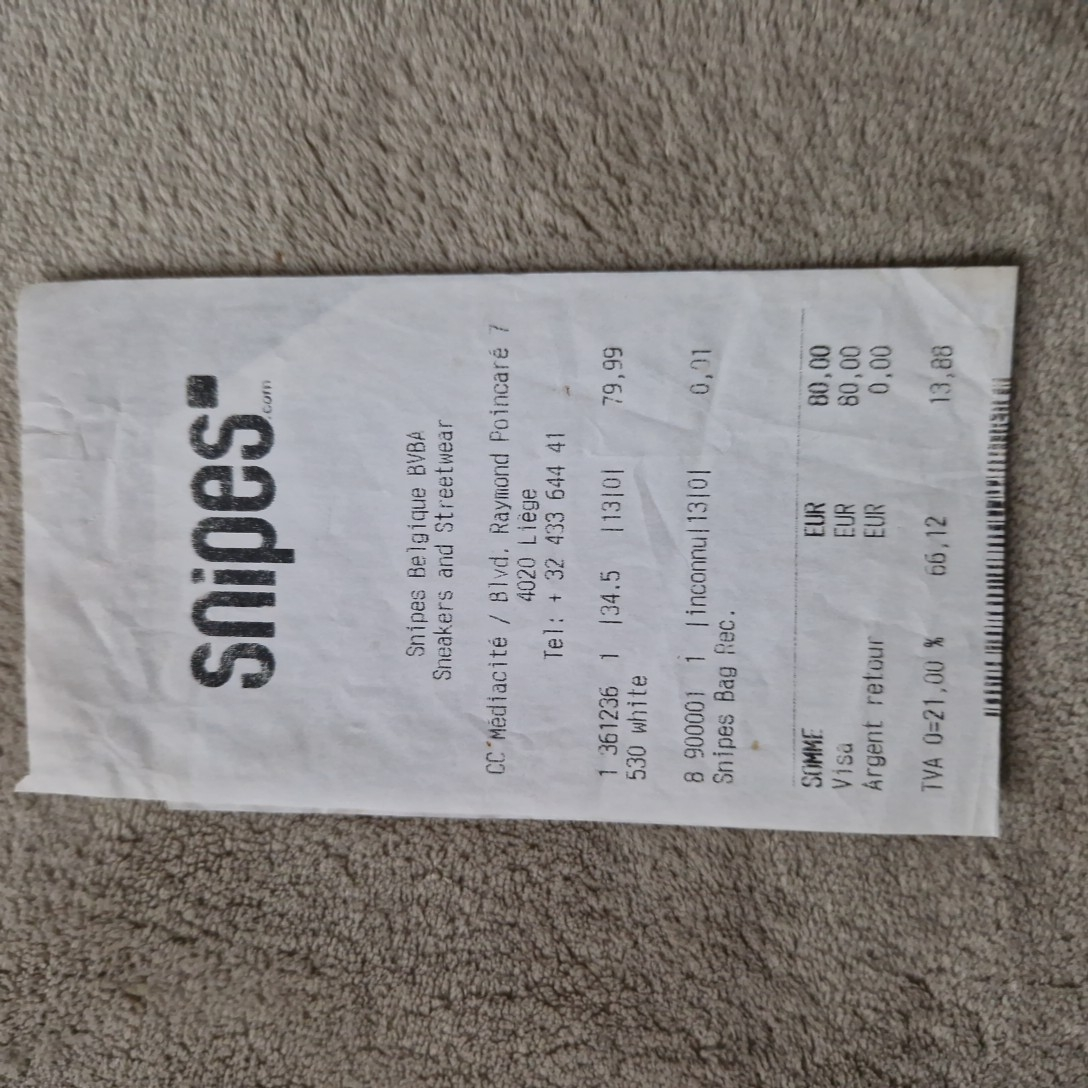 snipes
.com
Snipes Belgique BVBA
Sneakers and Streetwear
CC Médiacité / Blvd. Raymond Poincaré 7
4020 Liège
Tel: + 32 433 644 41
1 361236 1 |34.5 |13|0| 79,99
530 white
8 900001 1 |inconnu|13|0| 0,01
Snipes Bag Rec.
SOMME EUR 80,00
Visa EUR 80,00
Argent retour EUR 0,00
TVA 0=21,00 % 66,12 13,88